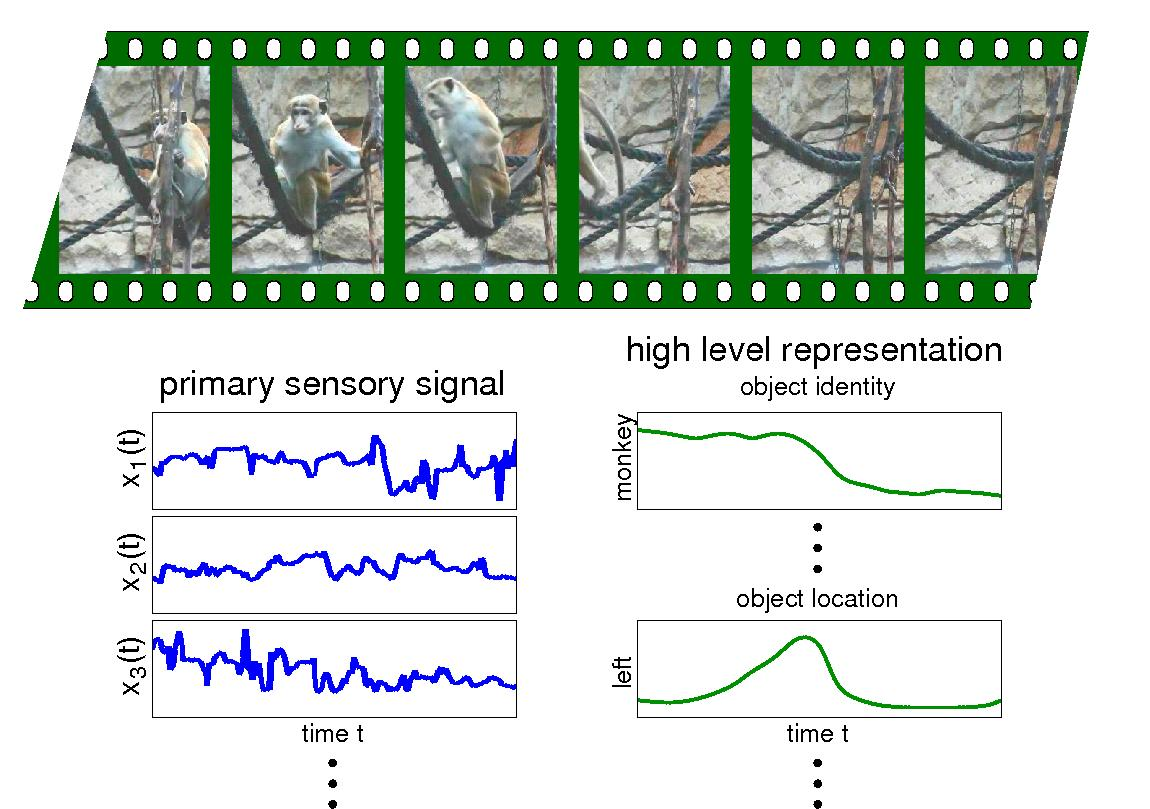 high level representation
primary sensory signal
object identity
x1(t)
monkey
x2(t)
object location
x3(t)
left
time t
time t